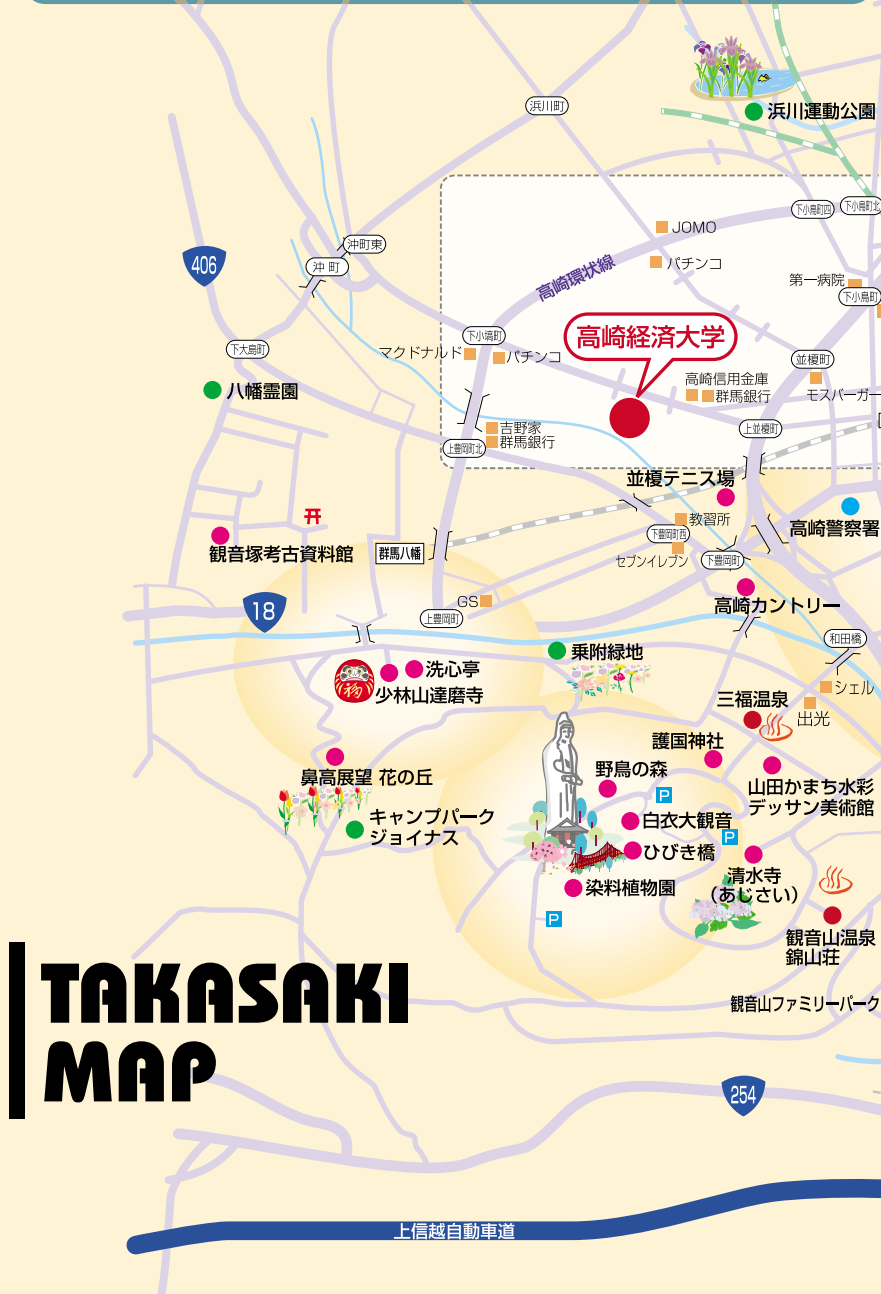 浜川町
浜川運動公園
下小鳥町四
下小鳥町北
JOMO
沖町東
沖町
406
パチンコ
高崎環状線
第一病院
下小鳥町
下小塙町
高崎経済大学
マクドナルド
パチンコ
下大島町
並榎町
高崎信用金庫
群馬銀行
モスバーガー
八幡霊園
吉野家
群馬銀行
上並榎町
上豊岡町北
並榎テニス場
教習所
高崎警察署
下豊岡町西
観音塚考古資料館
群馬八幡
セブンイレブン
下豊岡町
18
GS
上豊岡町
高崎カントリー
和田橋
乗附緑地
洗心亭
少林山達磨寺
福
シェル
三福温泉
出光
護国神社
野鳥の森
鼻高展望 花の丘
P
山田かまち水彩
デッサン美術館
キャンプパーク
ジョイナス
白衣大観音
P
ひびき橋
清水寺
(あじさい)
染料植物園
P
観音山温泉
錦山荘
TAKASAKI
MAP
観音山ファミリーパーク
254
上信越自動車道